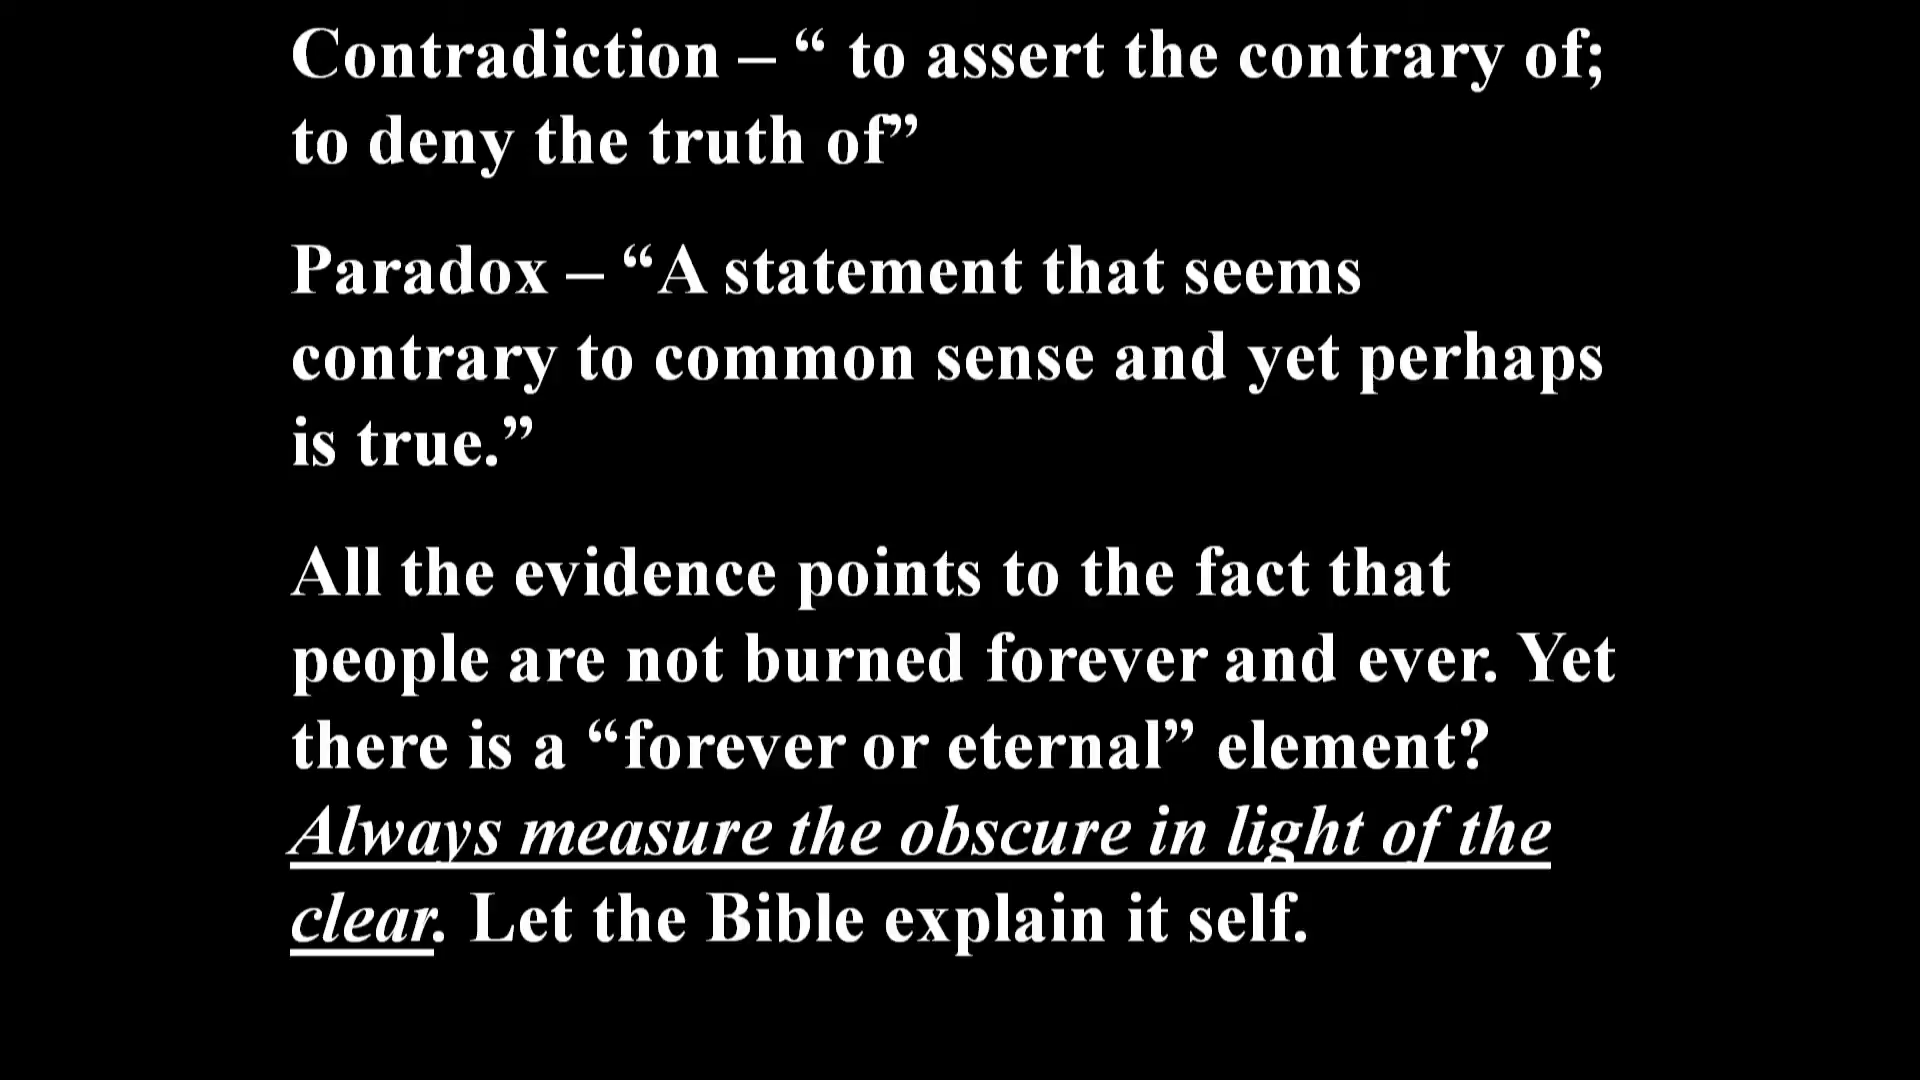 Contradiction – “ to assert the contrary of;
to deny the truth of”
Paradox – “A statement that seems
contrary to common sense and yet perhaps
is true.”
All the evidence points to the fact that
people are not burned forever and ever. Yet
there is a “forever or eternal” element?
Always measure the obscure in light of the
clear. Let the Bible explain it self.